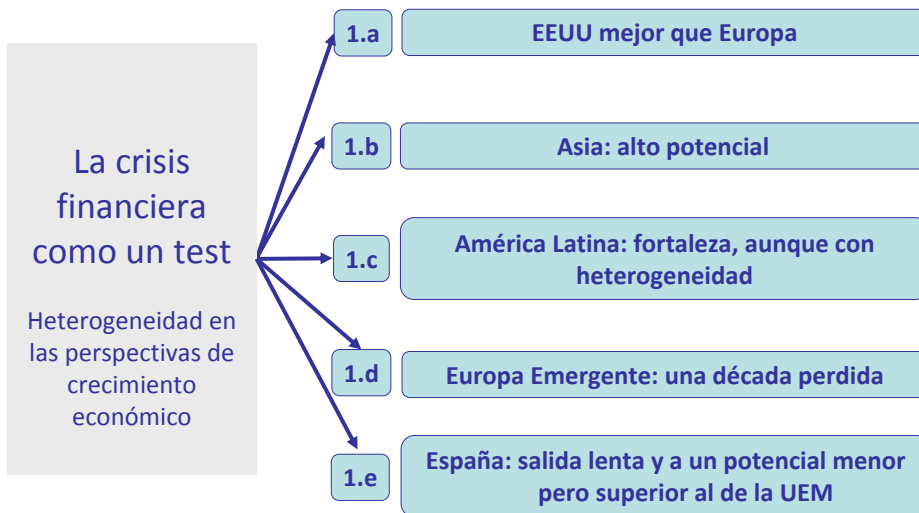 La crisis
financiera
como un test
Heterogeneidad en
las perspectivas de
crecimiento
económico
1.a
EEUU mejor que Europa
1.b
Asia: alto potencial
1.c
América Latina: fortaleza, aunque con
heterogeneidad
1.d
Europa Emergente: una década perdida
1.e
España: salida lenta y a un potencial menor
pero superior al de la UEM